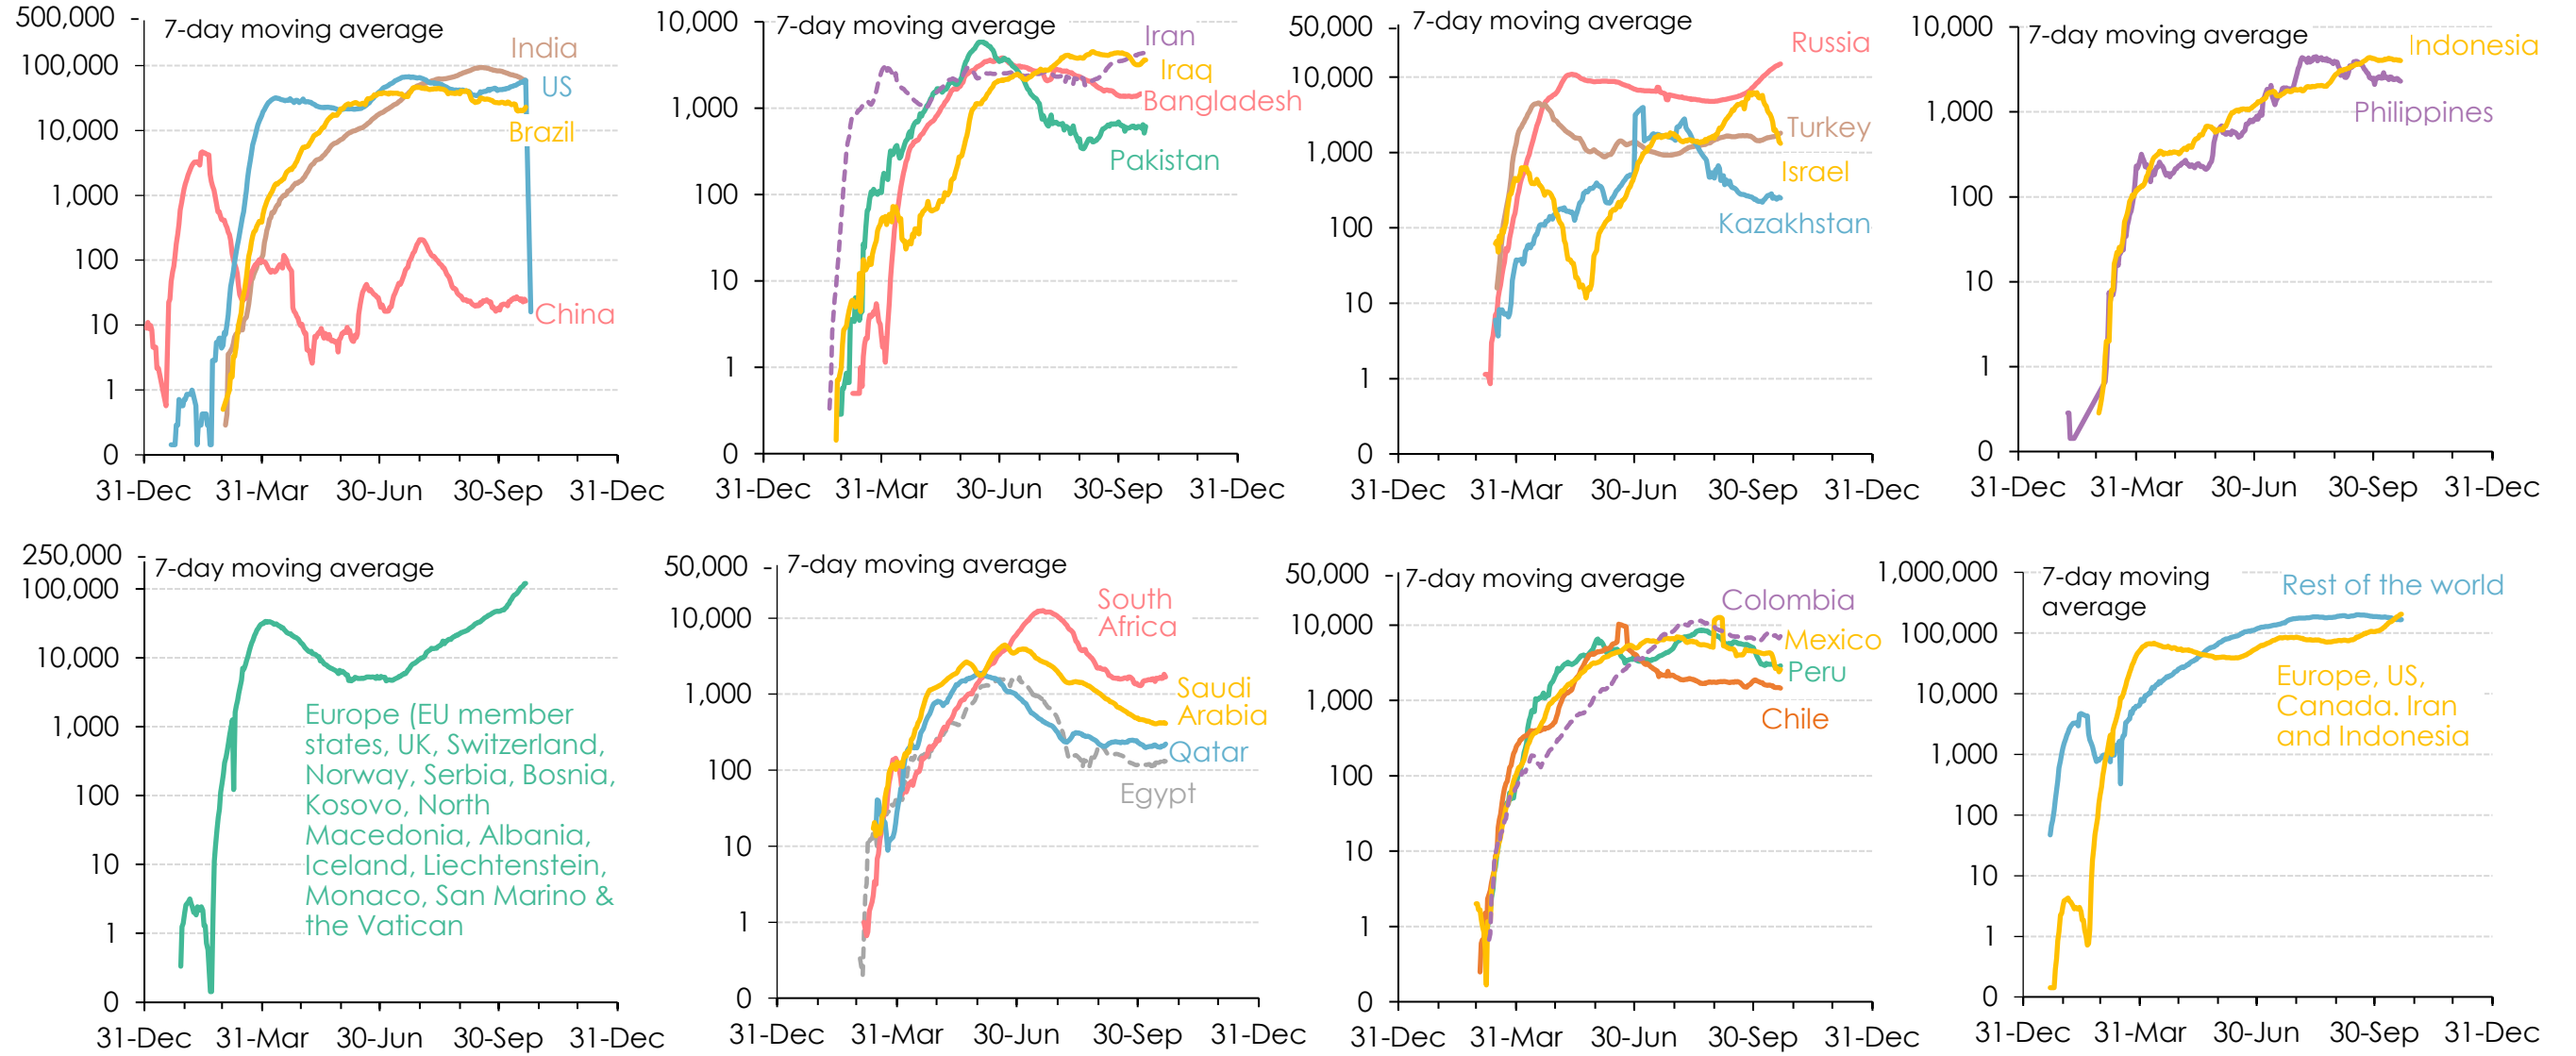 500,000
100,000
10,000
1,000
100
10
1
0
7-day moving average
India
US
Brazil
China
31-Dec 31-Mar 30-Jun 30-Sep 31-Dec
10,000
1,000
100
10
1
0
7-day moving average
Iran
Iraq
Bangladesh
Pakistan
31-Dec 31-Mar 30-Jun 30-Sep 31-Dec
50,000
10,000
1,000
100
10
1
0
7-day moving average
Russia
Turkey
Israel
Kazakhstan
31-Dec 31-Mar 30-Jun 30-Sep 31-Dec
10,000
1,000
100
10
1
0
7-day moving average
Indonesia
Philippines
31-Dec 31-Mar 30-Jun 30-Sep 31-Dec
250,000
100,000
10,000
1,000
100
10
1
0
7-day moving average
Europe (EU member
states, UK, Switzerland,
Norway, Serbia, Bosnia,
Kosovo, North
Macedonia, Albania,
Iceland, Liechtenstein,
Monaco, San Marino &
the Vatican
31-Dec 31-Mar 30-Jun 30-Sep 31-Dec
50,000
10,000
1,000
100
10
1
0
7-day moving average
South
Africa
Saudi
Arabia
Qatar
Egypt
31-Dec 31-Mar 30-Jun 30-Sep 31-Dec
50,000
10,000
1,000
100
10
1
0
7-day moving average
Colombia
Mexico
Peru
Chile
31-Dec 31-Mar 30-Jun 30-Sep 31-Dec
1,000,000
100,000
10,000
1,000
100
10
1
0
7-day moving
average
Rest of the world
Europe, US,
Canada. Iran
and Indonesia
31-Dec 31-Mar 30-Jun 30-Sep 31-Dec